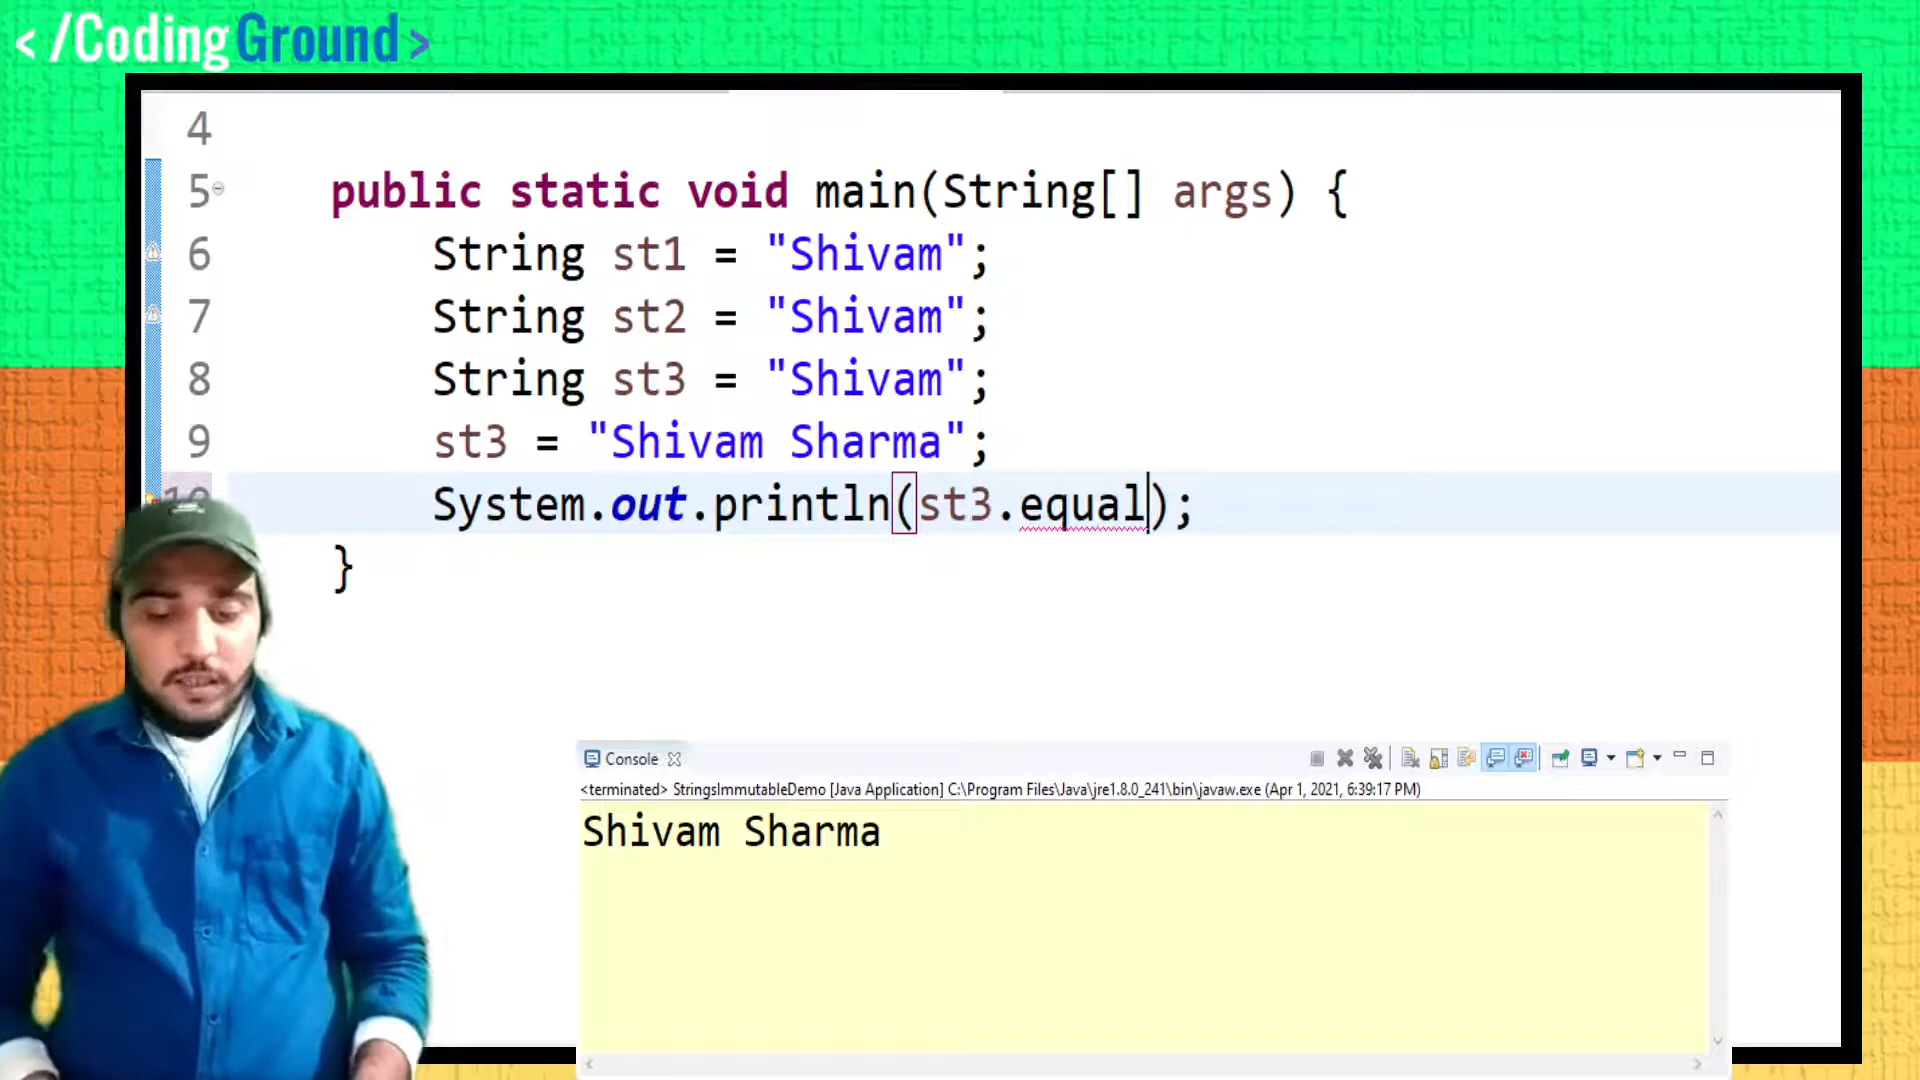 </CodingGround>
4
5 public static void main(String[] args) {
6 String st1 = "Shivam";
7 String st2 = "Shivam";
8 String st3 = "Shivam";
9 st3 = "Shivam Sharma";
10 System.out.println(st3.equal);
}
Console
<terminated> StringsImmutableDemo [Java Application] C:\Program Files\Java\jre1.8.0_241\bin\javaw.exe (Apr 1, 2021, 6:39:17 PM)
Shivam Sharma